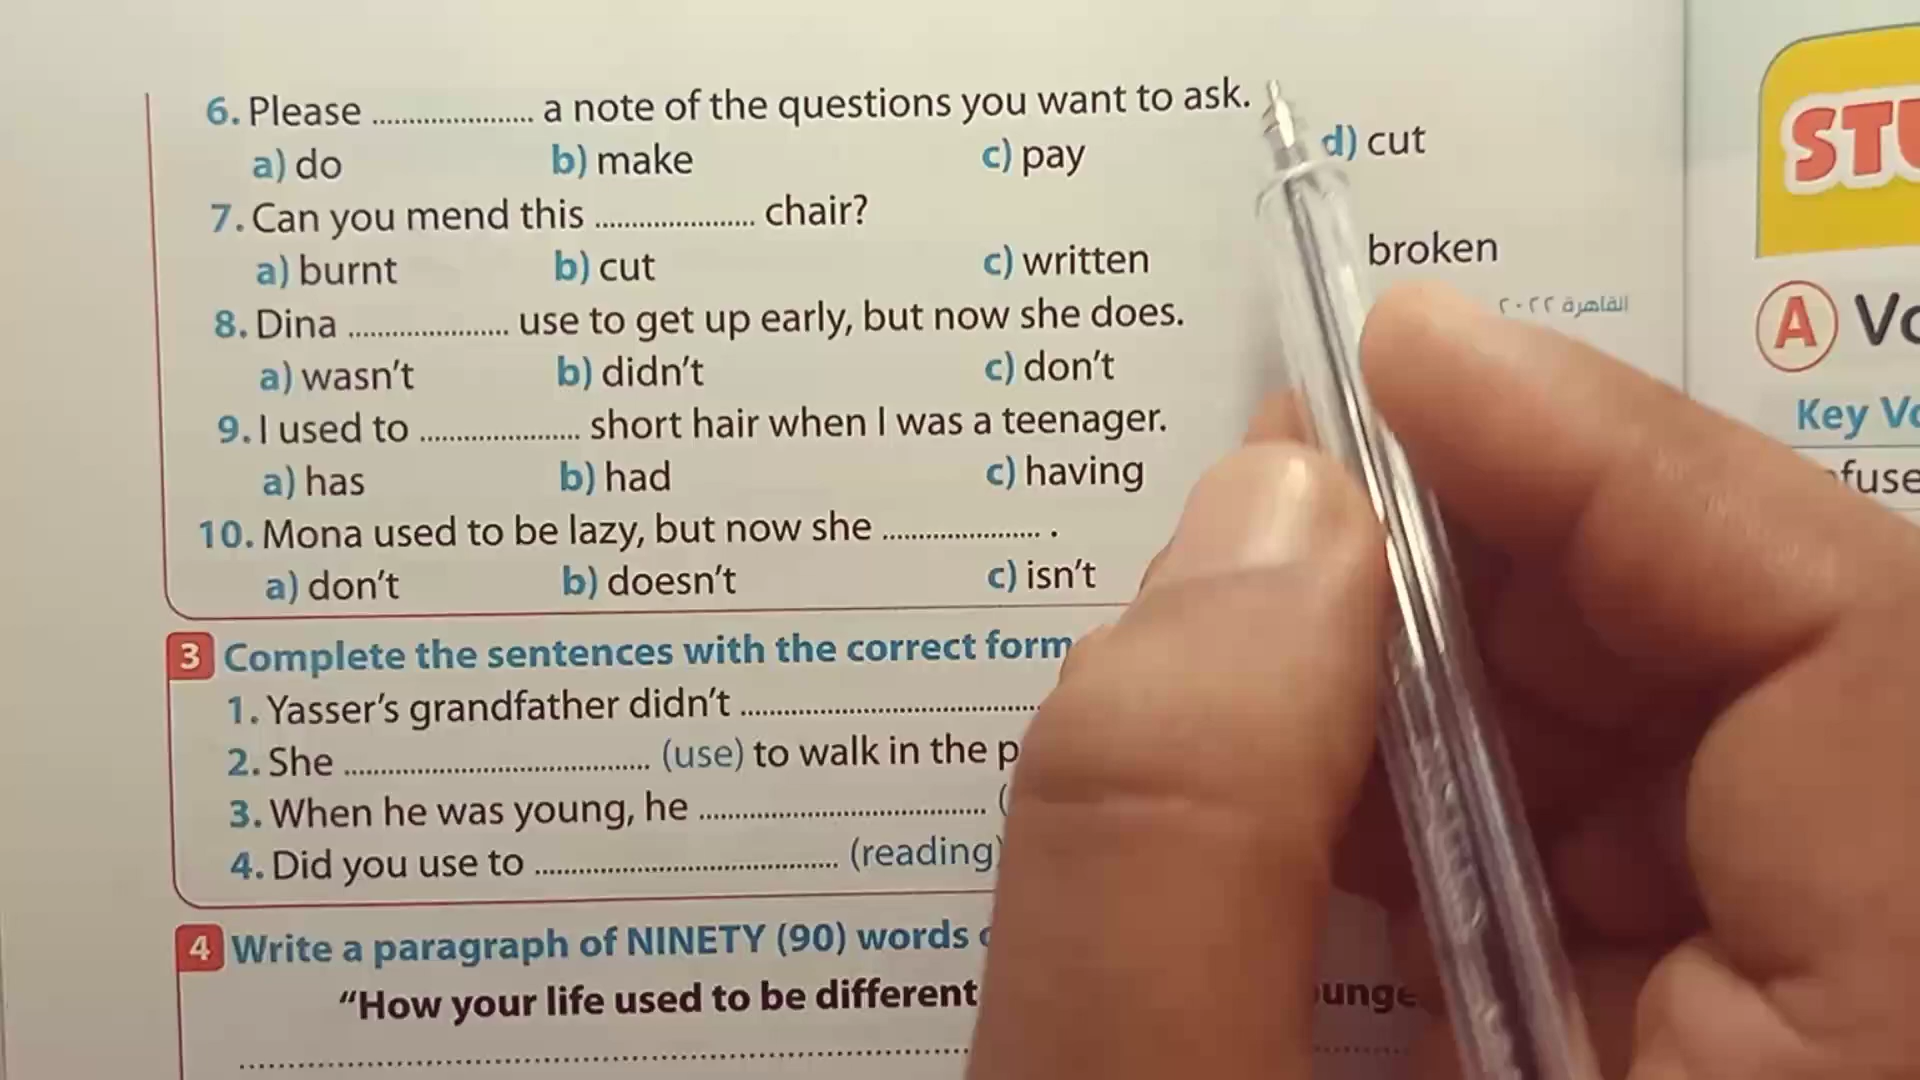 6. Please ..................... a note of the questions you want to ask.
a) do b) make c) pay d) cut
7. Can you mend this ..................... chair?
a) burnt b) cut c) written broken
القاهرة ٢٠٢٢
8. Dina ..................... use to get up early, but now she does.
a) wasn't b) didn't c) don't
9. I used to ..................... short hair when I was a teenager.
a) has b) had c) having
10. Mona used to be lazy, but now she ..................... .
a) don't b) doesn't c) isn't
3 Complete the sentences with the correct form
1. Yasser's grandfather didn't ........................................
2. She ........................................ (use) to walk in the p
3. When he was young, he ...................................... (
4. Did you use to ........................................ (reading)
4 Write a paragraph of NINETY (90) words
"How your life used to be different
A
Key